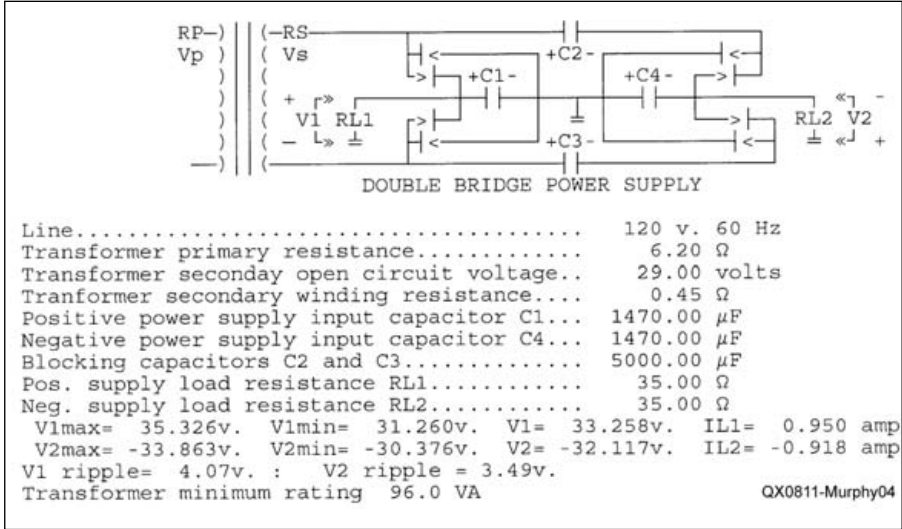 RP—) ( —RS
Vp ) ( Vs
+C2-
+C1- +C4-
+ -
V1 RL1 RL2 V2
— +
+C3-
DOUBLE BRIDGE POWER SUPPLY
Line....................................... 120 v. 60 Hz
Transformer primary resistance............. 6.20 Ω
Transformer seconday open circuit voltage.. 29.00 volts
Tranformer secondary winding resistance.... 0.45 Ω
Positive power supply input capacitor C1... 1470.00 μF
Negative power supply input capacitor C4... 1470.00 μF
Blocking capacitors C2 and C3.............. 5000.00 μF
Pos. supply load resistance RL1............ 35.00 Ω
Neg. supply load resistance RL2............ 35.00 Ω
V1max= 35.326v. V1min= 31.260v. V1= 33.258v. IL1= 0.950 amp
V2max= -33.863v. V2min= -30.376v. V2= -32.117v. IL2= -0.918 amp
V1 ripple= 4.07v. : V2 ripple = 3.49v.
Transformer minimum rating 96.0 VA
QX0811-Murphy04